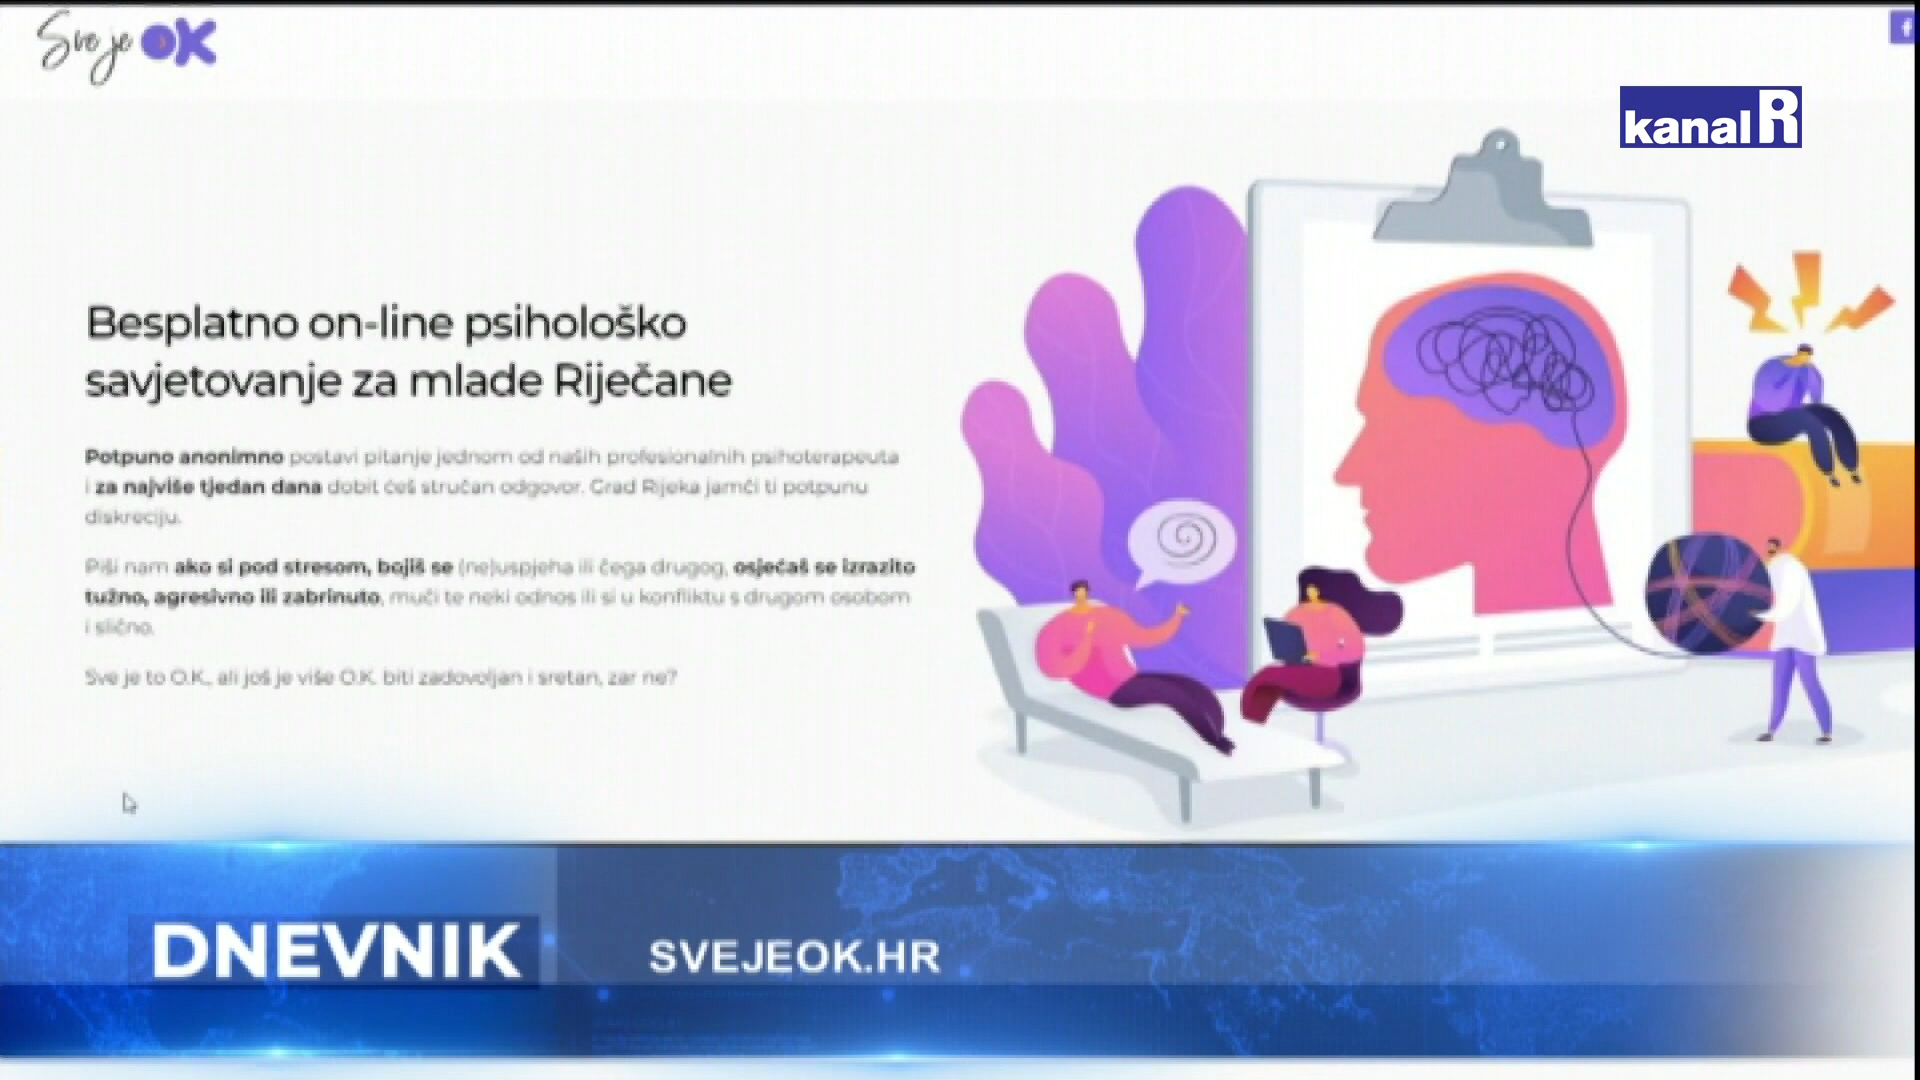 Sve je OK
f
kanal R
Besplatno on-line psihološko
savjetovanje za mlade Riječane
Potpuno anonimno postavi pitanje jednom od naših profesionalnih psihoterapeuta
i za najviše tjedan dana dobit ćeš stručan odgovor. Grad Rijeka jamči ti potpunu
diskreciju.
Piši nam ako si pod stresom, bojiš se (ne)uspjeha ili čega drugog, osjećaš se izrazito
tužno, agresivno ili zabrinuto, muči te neki odnos ili si u konfliktu s drugom osobom
i slično.
Sve je to O.K., ali još je više O.K. biti zadovoljan i sretan, zar ne?
DNEVNIK
SVEJEOK.HR